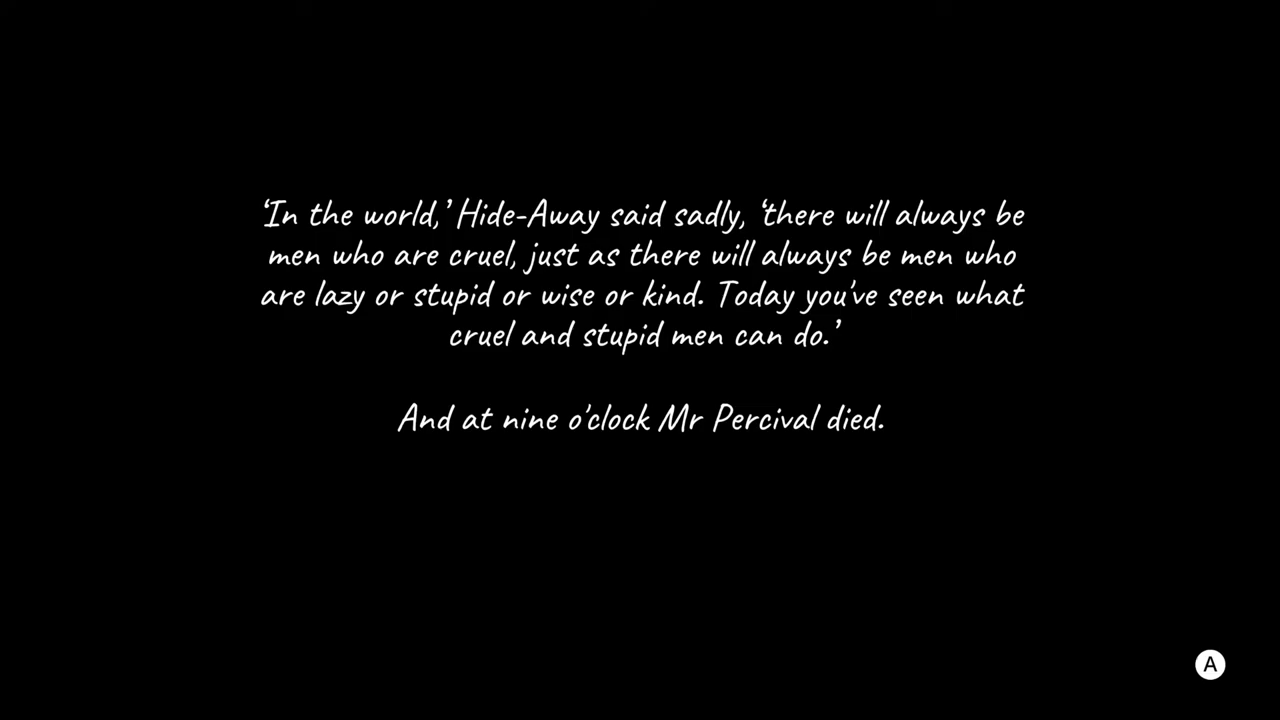 ‘In the world,’ Hide-Away said sadly, ‘there will always be
men who are cruel, just as there will always be men who
are lazy or stupid or wise or kind. Today you've seen what
cruel and stupid men can do.’
And at nine o'clock Mr Percival died.
A